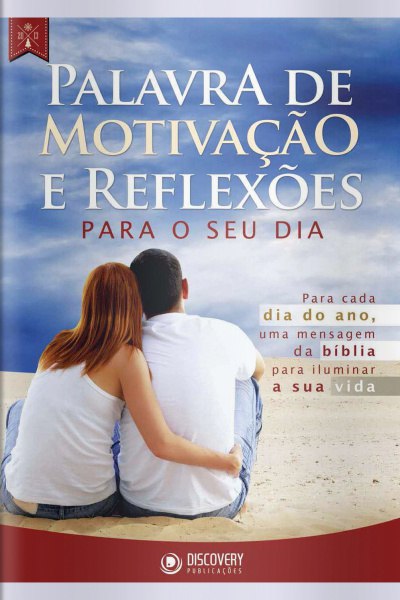 20 13
PALAVRA DE
MOTIVAÇÃO
E REFLEXÕES
PARA O SEU DIA
Para cada
dia do ano,
uma mensagem
da bíblia
para iluminar
a sua vida
DISCOVERY
PUBLICAÇÕES